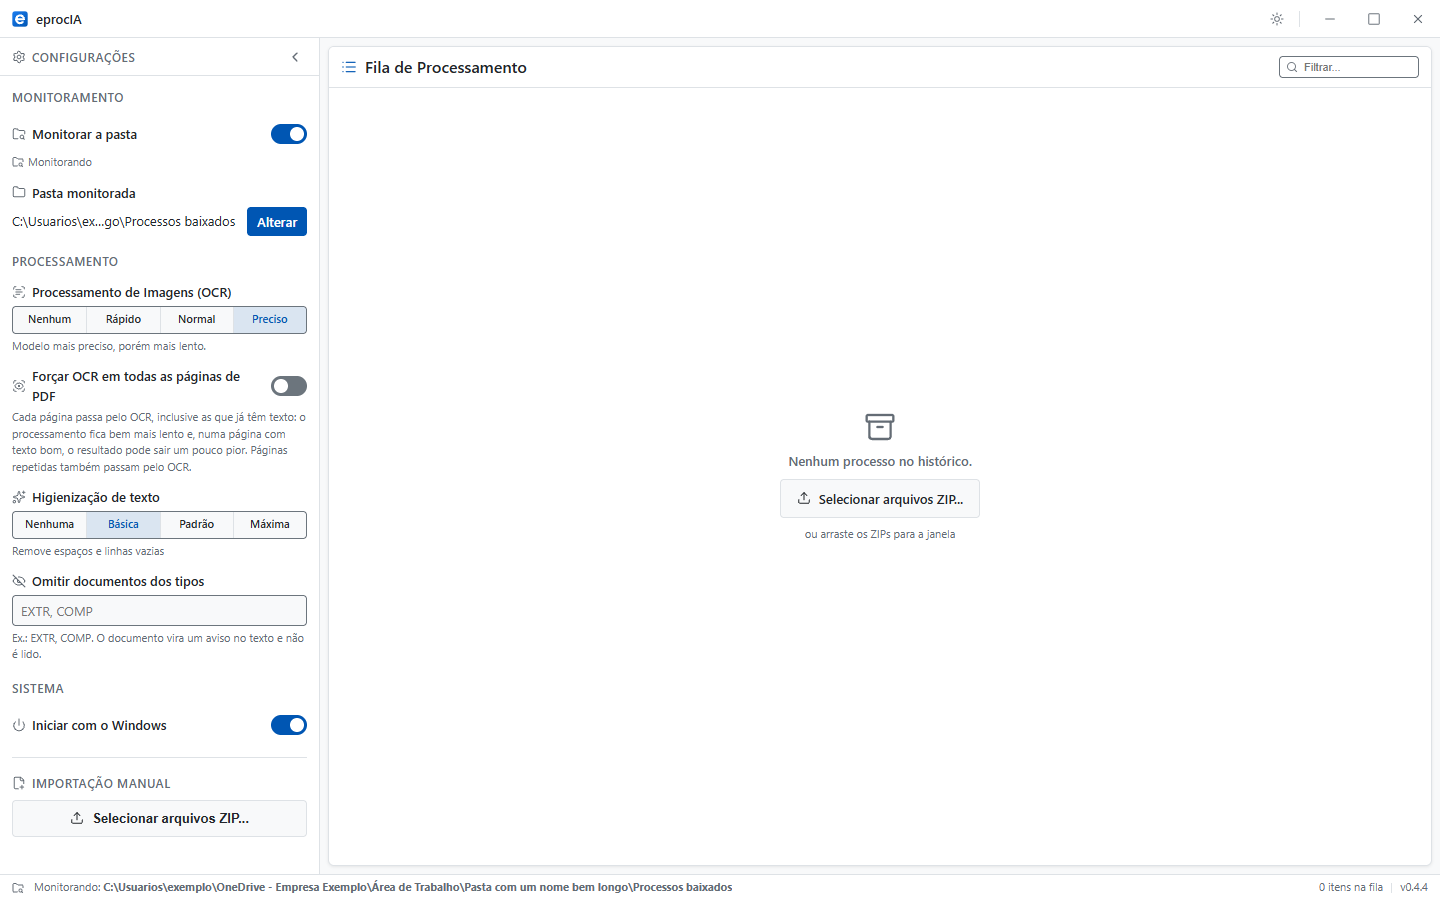 eprocIA
CONFIGURAÇÕES
MONITORAMENTO
Monitorar a pasta
Monitorando
Pasta monitorada
C:\Usuarios\ex...go\Processos baixados
Alterar
PROCESSAMENTO
Processamento de Imagens (OCR)
Nenhum Rápido Normal Preciso
Modelo mais preciso, porém mais lento.
Forçar OCR em todas as páginas de
PDF
Cada página passa pelo OCR, inclusive as que já têm texto: o
processamento fica bem mais lento e, numa página com
texto bom, o resultado pode sair um pouco pior. Páginas
repetidas também passam pelo OCR.
Higienização de texto
Nenhuma Básica Padrão Máxima
Remove espaços e linhas vazias
Omitir documentos dos tipos
EXTR, COMP
Ex.: EXTR, COMP. O documento vira um aviso no texto e não
é lido.
SISTEMA
Iniciar com o Windows
IMPORTAÇÃO MANUAL
Selecionar arquivos ZIP...
Fila de Processamento
Filtrar...
Nenhum processo no histórico.
Selecionar arquivos ZIP...
ou arraste os ZIPs para a janela
Monitorando: C:\Usuarios\exemplo\OneDrive - Empresa Exemplo\Área de Trabalho\Pasta com um nome bem longo\Processos baixados
0 itens na fila
v0.4.4